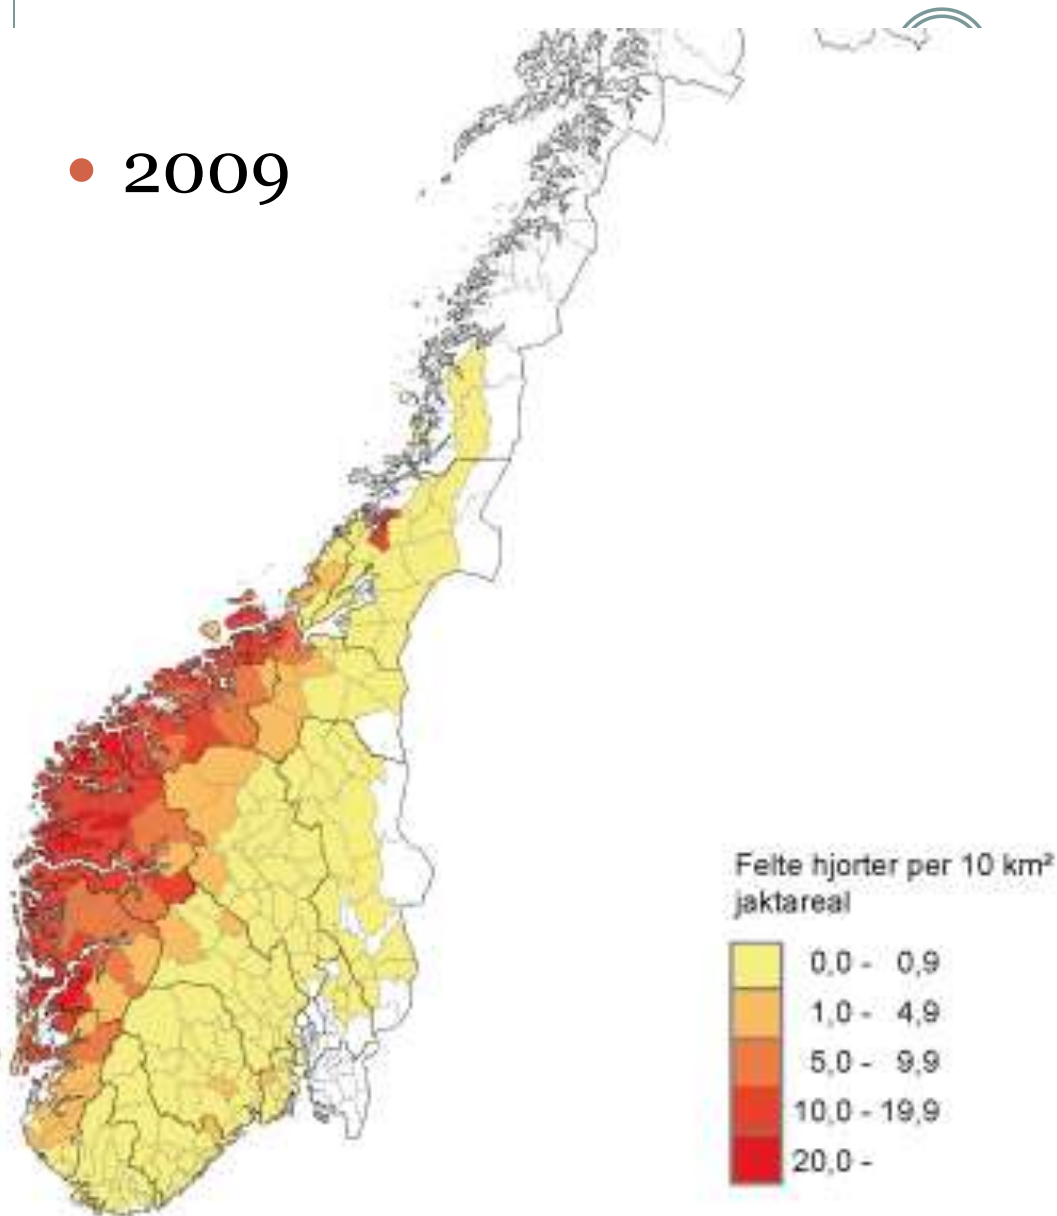 • 2009
Felte hjorter per 10 km²
jaktareal
0,0 - 0,9
1,0 - 4,9
5,0 - 9,9
10,0 - 19,9
20,0 -